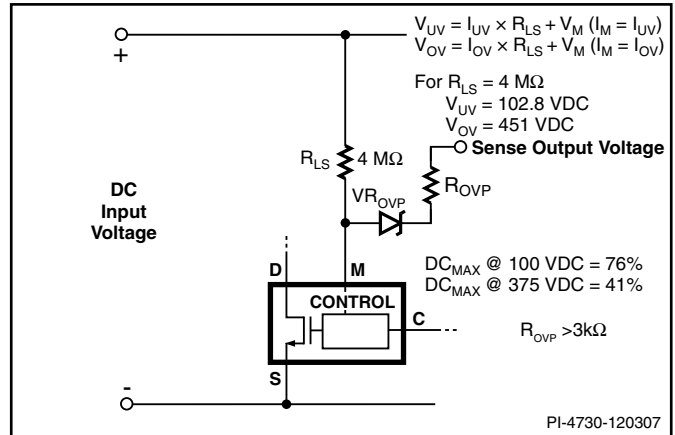 V_UV = I_UV × R_LS + V_M (I_M = I_UV)
V_OV = I_OV × R_LS + V_M (I_M = I_OV)
+
For R_LS = 4 MΩ
V_UV = 102.8 VDC
V_OV = 451 VDC
Sense Output Voltage
R_LS 4 MΩ
R_OVP
VR_OVP
DC
Input
Voltage
D
M
DC_MAX @ 100 VDC = 76%
DC_MAX @ 375 VDC = 41%
CONTROL
C
R_OVP >3kΩ
S
-
PI-4730-120307